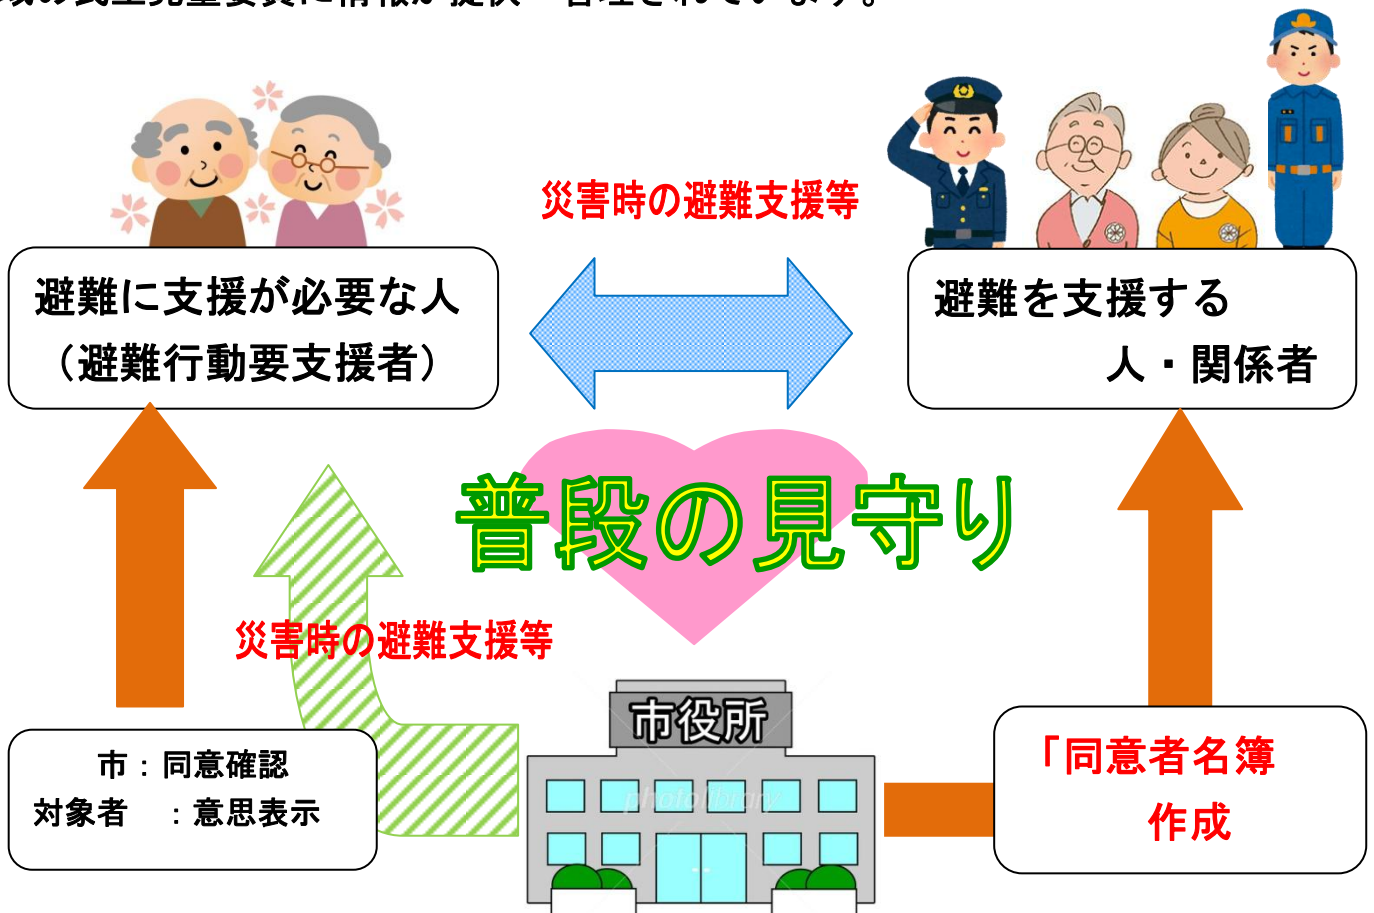 災害時の避難支援等
避難に支援が必要な人
（避難行動要支援者）
避難を支援する
人・関係者
普段の見守り
災害時の避難支援等
市役所
市：同意確認
対象者　：意思表示
「同意者名簿
作成
photolibrary